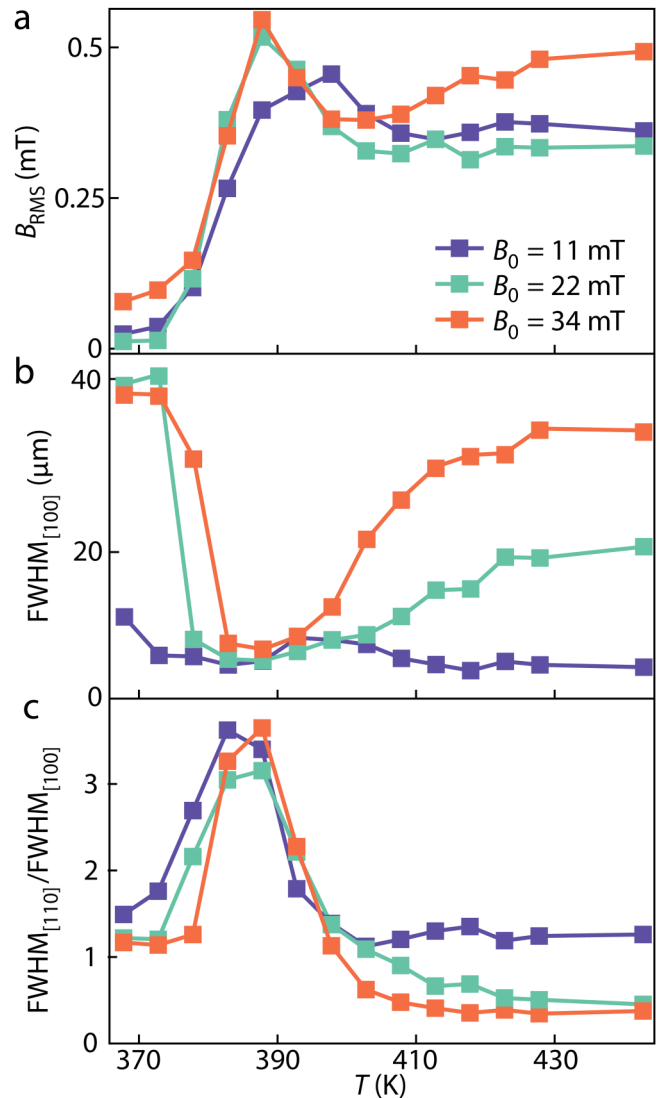 a
0.5
0.25
0
B_RMS (mT)
B_0 = 11 mT
B_0 = 22 mT
B_0 = 34 mT
b
40
20
0
FWHM_[100] (μm)
c
3
2
1
0
FWHM_[110]/FWHM_[100]
370 390 410 430
T (K)